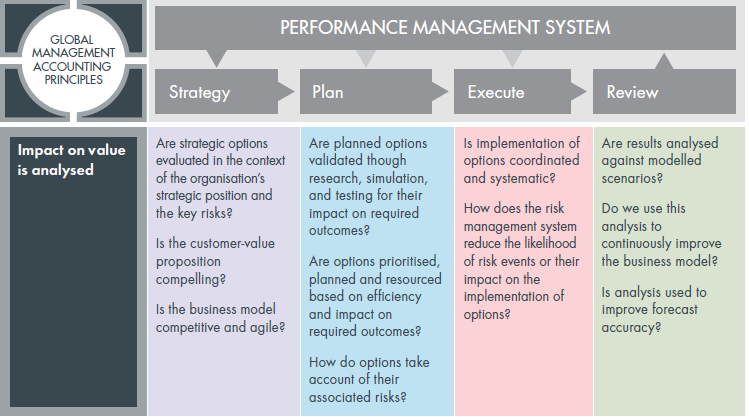 GLOBAL
MANAGEMENT
ACCOUNTING
PRINCIPLES
PERFORMANCE MANAGEMENT SYSTEM
Strategy
Plan
Execute
Review
Impact on value
is analysed
Are strategic options
evaluated in the context
of the organisation's
strategic position and
the key risks?
Is the customer-value
proposition
compelling?
Is the business model
competitive and agile?
Are planned options
validated though
research, simulation,
and testing for their
impact on required
outcomes?
Are options prioritised,
planned and resourced
based on efficiency
and impact on
required outcomes?
How do options take
account of their
associated risks?
Is implementation of
options coordinated
and systematic?
How does the risk
management system
reduce the likelihood
of risk events or their
impact on the
implementation of
options?
Are results analysed
against modelled
scenarios?
Do we use this
analysis to
continuously improve
the business model?
Is analysis used to
improve forecast
accuracy?